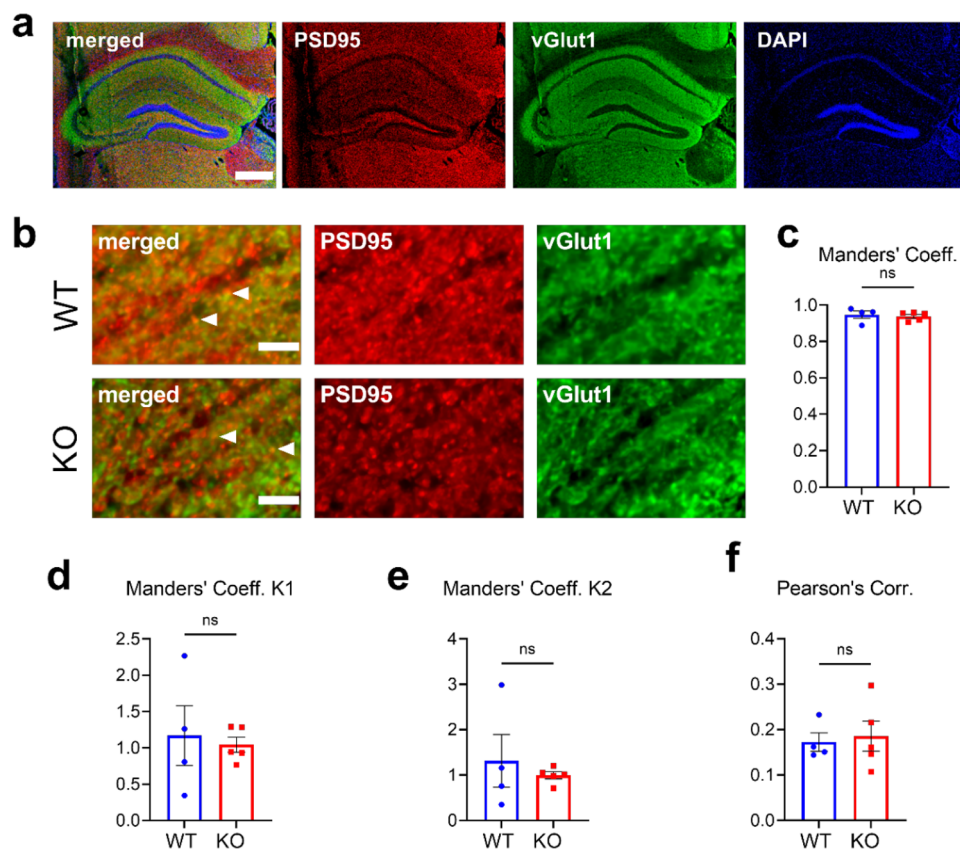 a
merged PSD95 vGlut1 DAPI
b
WT
merged PSD95 vGlut1
KO
merged PSD95 vGlut1
c
Manders' Coeff.
ns
1.0
0.8
0.6
0.4
0.2
0.0
WT KO
d
Manders' Coeff. K1
ns
2.5
2.0
1.5
1.0
0.5
0.0
WT KO
e
Manders' Coeff. K2
ns
4
3
2
1
0
WT KO
f
Pearson's Corr.
ns
0.4
0.3
0.2
0.1
0.0
WT KO